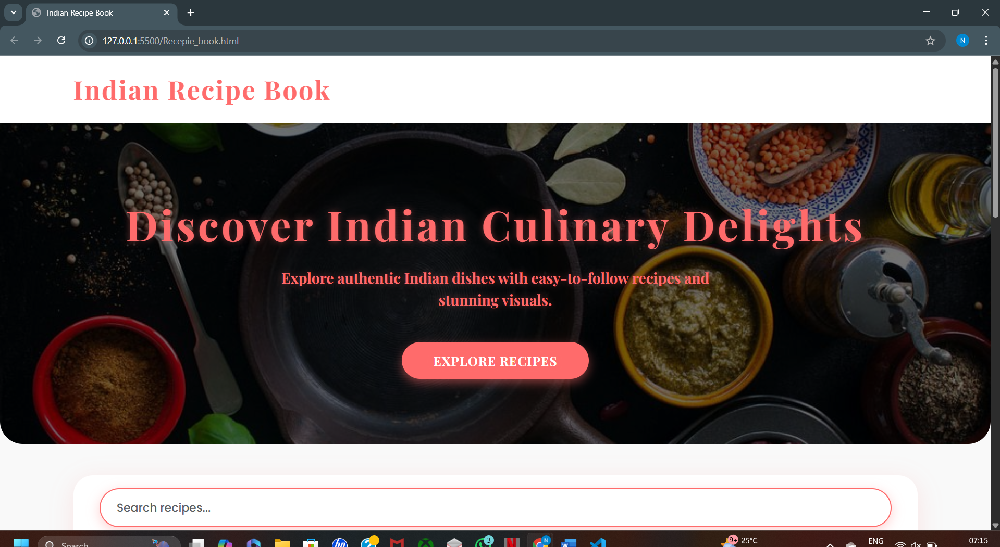 Indian Recipe Book
127.0.0.1:5500/Recepie_book.html
N
Indian Recipe Book
Discover Indian Culinary Delights
Explore authentic Indian dishes with easy-to-follow recipes and
stunning visuals.
EXPLORE RECIPES
Search recipes...
Search
hp
3
N
N
W
9+
25°C
ENG
07:15